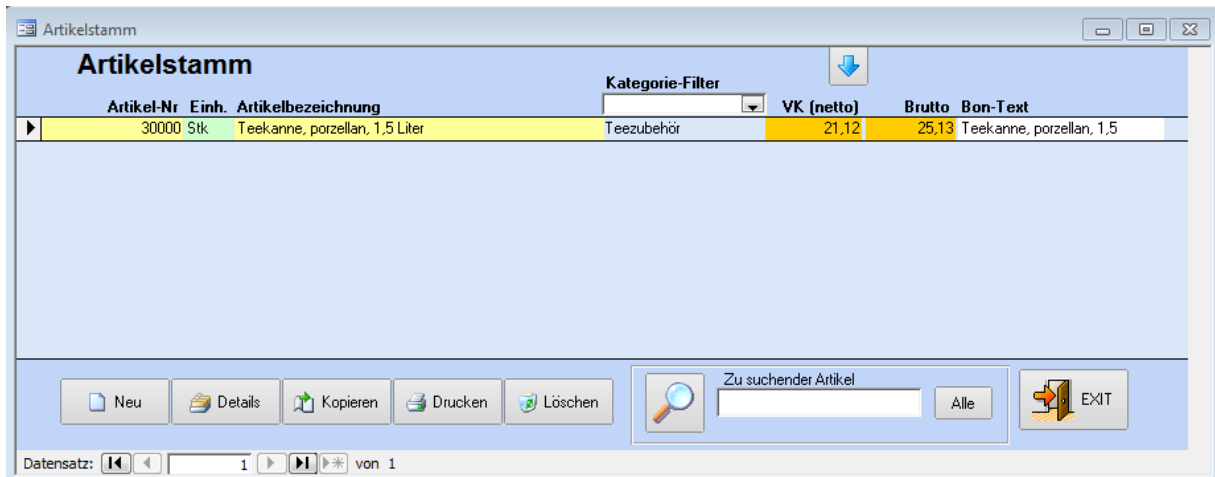 Artikelstamm
Artikelstamm
Kategorie-Filter
Artikel-Nr Einh. Artikelbezeichnung VK (netto) Brutto Bon-Text
30000 Stk Teekanne, porzellan, 1,5 Liter Teezubehör 21,12 25,13 Teekanne, porzellan, 1,5
Zu suchender Artikel
Neu Details Kopieren Drucken Löschen Alle EXIT
Datensatz: 1 von 1